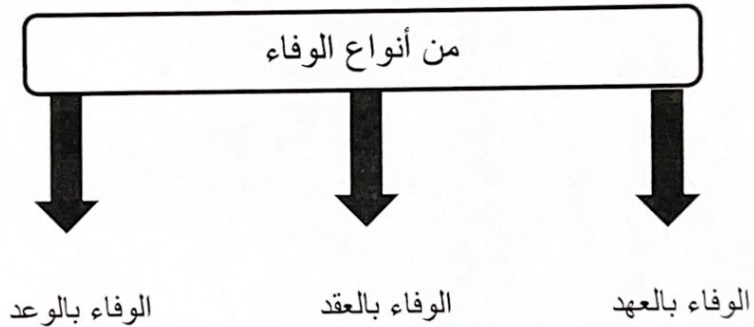 من أنواع الوفاء
الوفاء بالعهد
الوفاء بالعقد
الوفاء بالوعد